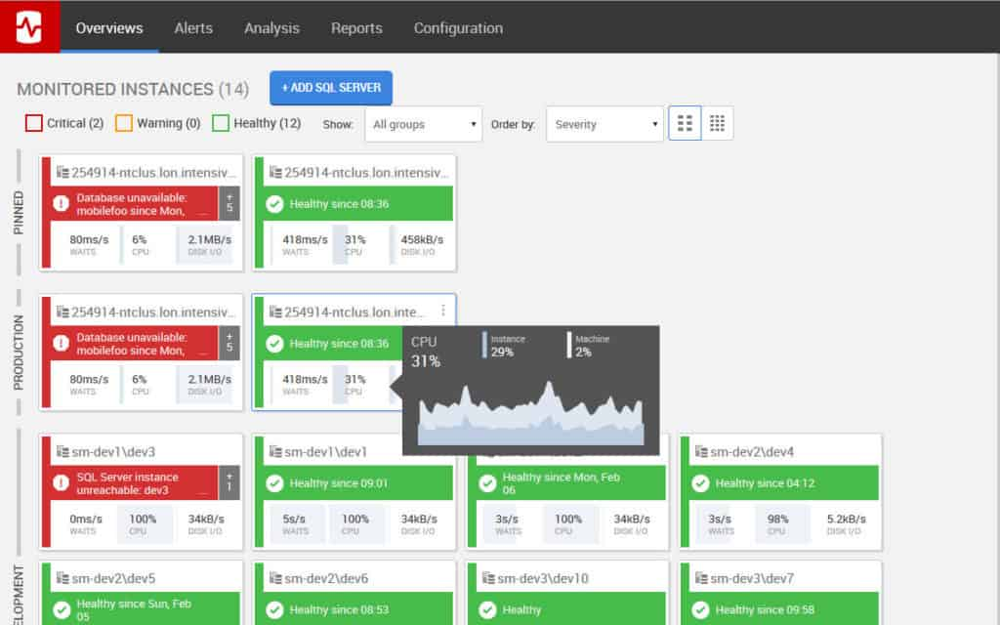 Overviews Alerts Analysis Reports Configuration
MONITORED INSTANCES (14) + ADD SQL SERVER
Critical (2) Warning (0) Healthy (12) Show: All groups Order by: Severity
PINNED
254914-ntclus.lon.intensiv...
Database unavailable:
mobilefoo since Mon, ...
+
5
80ms/s 6% 2.1MB/s
WAITS CPU DISK I/O
254914-ntclus.lon.intensiv...
Healthy since 08:36
418ms/s 31% 458kB/s
WAITS CPU DISK I/O
PRODUCTION
254914-ntclus.lon.intensiv...
Database unavailable:
mobilefoo since Mon, ...
+
5
80ms/s 6% 2.1MB/s
WAITS CPU DISK I/O
254914-ntclus.lon.inte...
Healthy since 08:36
418ms/s 31%
WAITS CPU
CPU Instance Machine
31% 29% 2%
ELOPMENT
sm-dev1\dev3
SQL Server instance
unreachable: dev3 ...
+
1
0ms/s 100% 34kB/s
WAITS CPU DISK I/O
sm-dev1\dev1
Healthy since 09:01
5s/s 100% 34kB/s
WAITS CPU DISK I/O
Healthy since Mon, Feb
06
3s/s 100% 34kB/s
WAITS CPU DISK I/O
sm-dev2\dev4
Healthy since 04:12
3s/s 98% 5.2kB/s
WAITS CPU DISK I/O
sm-dev2\dev5
Healthy since Sun, Feb
05
sm-dev2\dev6
Healthy since 08:53
sm-dev3\dev10
Healthy
sm-dev3\dev7
Healthy since 09:58